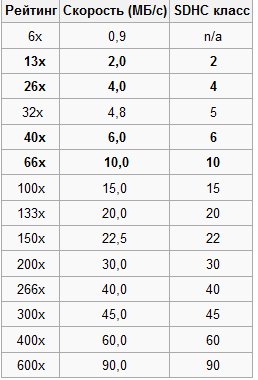 Рейтинг Скорость (МБ/с) SDHC класс
6x 0,9 n/a
13x 2,0 2
26x 4,0 4
32x 4,8 5
40x 6,0 6
66x 10,0 10
100x 15,0 15
133x 20,0 20
150x 22,5 22
200x 30,0 30
266x 40,0 40
300x 45,0 45
400x 60,0 60
600x 90,0 90